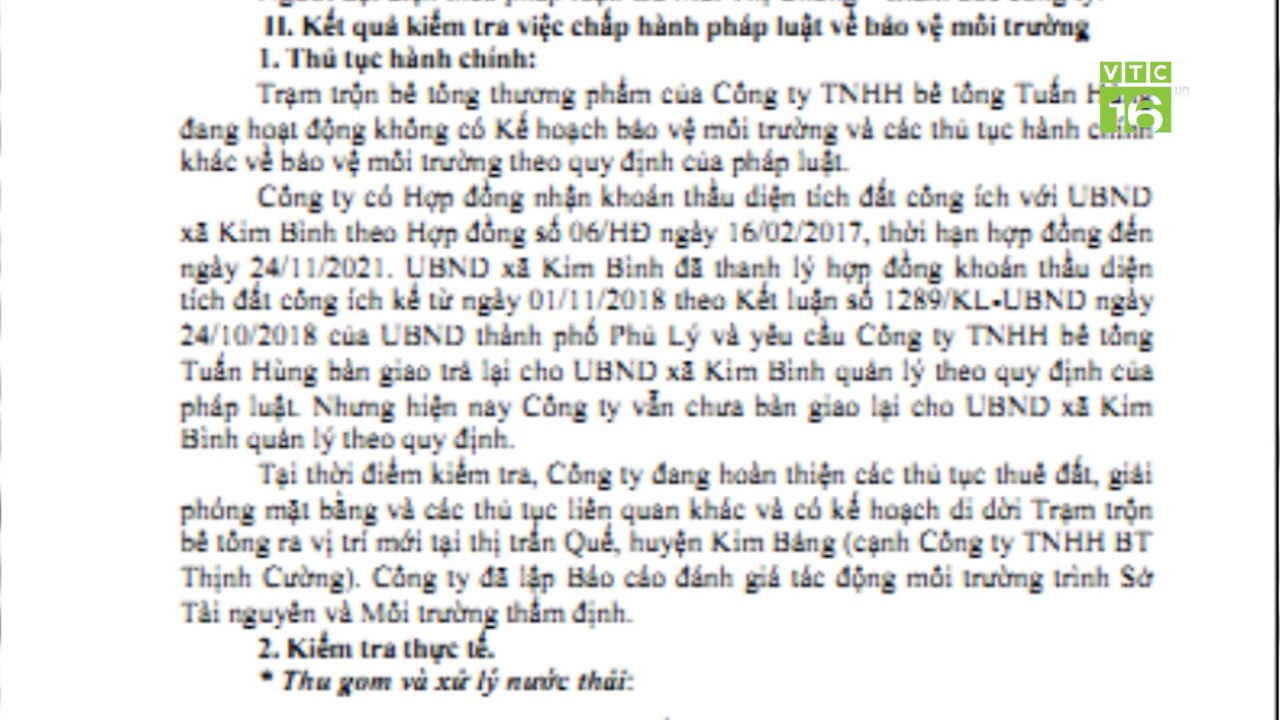 II. Kết quả kiểm tra việc chấp hành pháp luật về bảo vệ môi trường
1. Thủ tục hành chính:
Trạm trộn bê tông thương phẩm của Công ty TNHH bê tông Tuấn Hùng
đang hoạt động không có Kế hoạch bảo vệ môi trường và các thủ tục hành chính
khác về bảo vệ môi trường theo quy định của pháp luật.
Công ty có Hợp đồng nhận khoán thầu diện tích đất công ích với UBND
xã Kim Bình theo Hợp đồng số 06/HĐ ngày 16/02/2017, thời hạn hợp đồng đến
ngày 24/11/2021. UBND xã Kim Bình đã thanh lý hợp đồng khoán thầu diện
tích đất công ích kể từ ngày 01/11/2018 theo Kết luận số 1289/KL-UBND ngày
24/10/2018 của UBND thành phố Phủ Lý và yêu cầu Công ty TNHH bê tông
Tuấn Hùng bàn giao trả lại cho UBND xã Kim Bình quản lý theo quy định của
pháp luật. Nhưng hiện nay Công ty vẫn chưa bàn giao lại cho UBND xã Kim
Bình quản lý theo quy định.
Tại thời điểm kiểm tra, Công ty đang hoàn thiện các thủ tục thuê đất, giải
phóng mặt bằng và các thủ tục liên quan khác và có kế hoạch di dời Trạm trộn
bê tông ra vị trí mới tại thị trấn Quế, huyện Kim Bảng (cạnh Công ty TNHH BT
Thịnh Cường). Công ty đã lập Báo cáo đánh giá tác động môi trường trình Sở
Tài nguyên và Môi trường thẩm định.
2. Kiểm tra thực tế.
* Thu gom và xử lý nước thải:
VTC
16
.vn